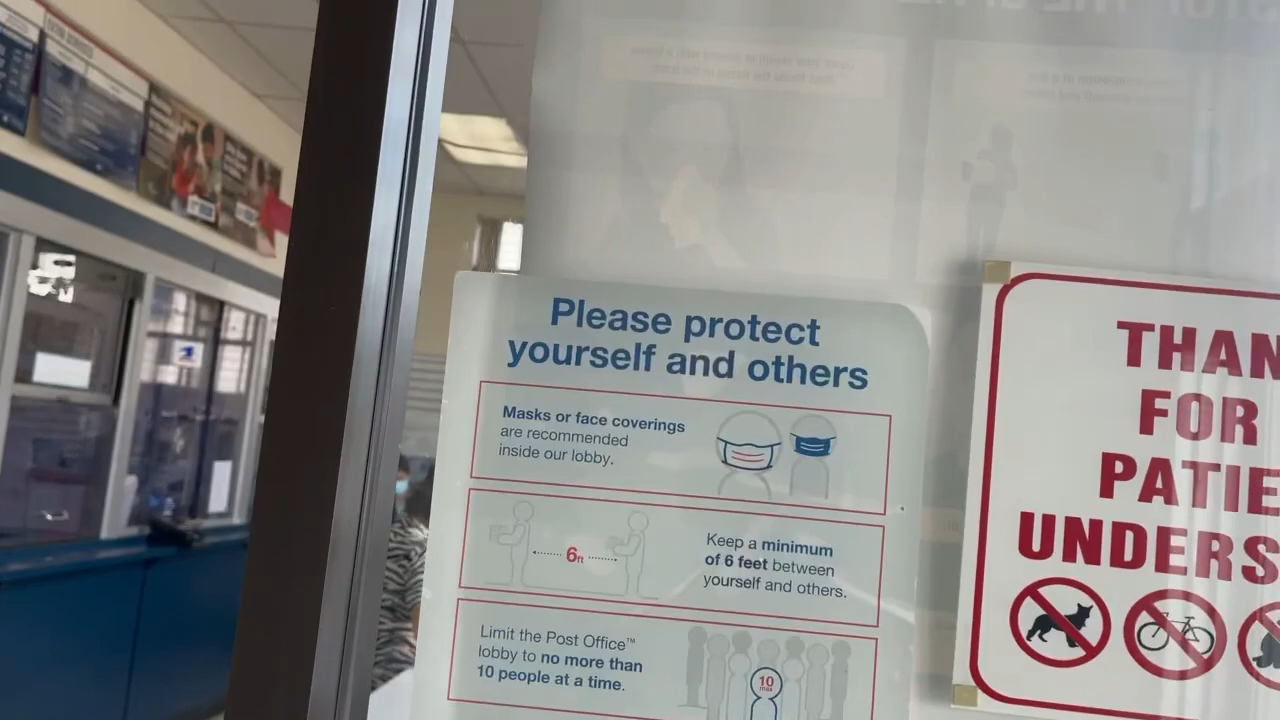 Please protect
yourself and others
Masks or face coverings
are recommended
inside our lobby.
6ft
Keep a minimum
of 6 feet between
yourself and others.
Limit the Post Office™
lobby to no more than
10 people at a time.
10
max
THAN
FOR
PATIE
UNDERS